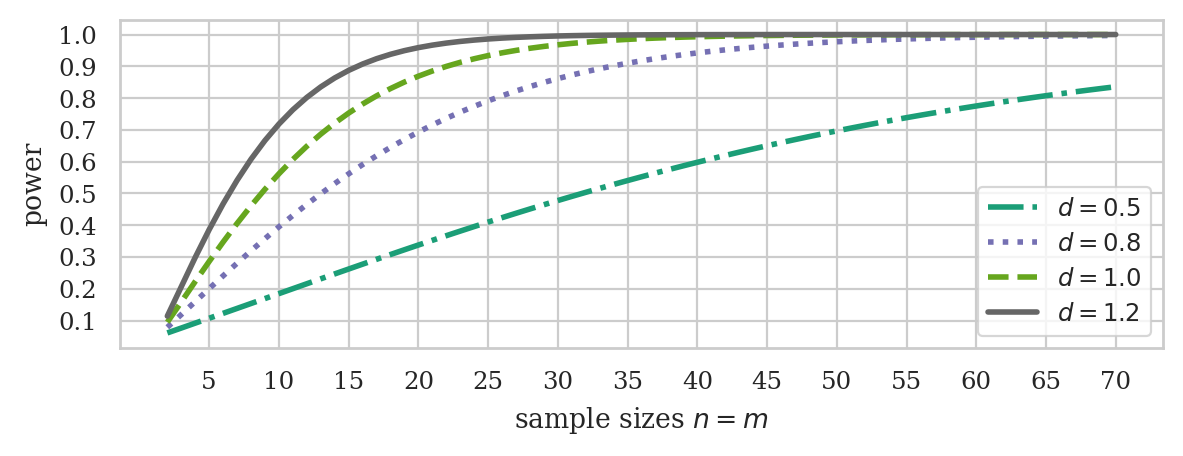 power
1.0
0.9
0.8
0.7
0.6
0.5
0.4
0.3
0.2
0.1
d = 0.5
d = 0.8
d = 1.0
d = 1.2
5 10 15 20 25 30 35 40 45 50 55 60 65 70
sample sizes n = m